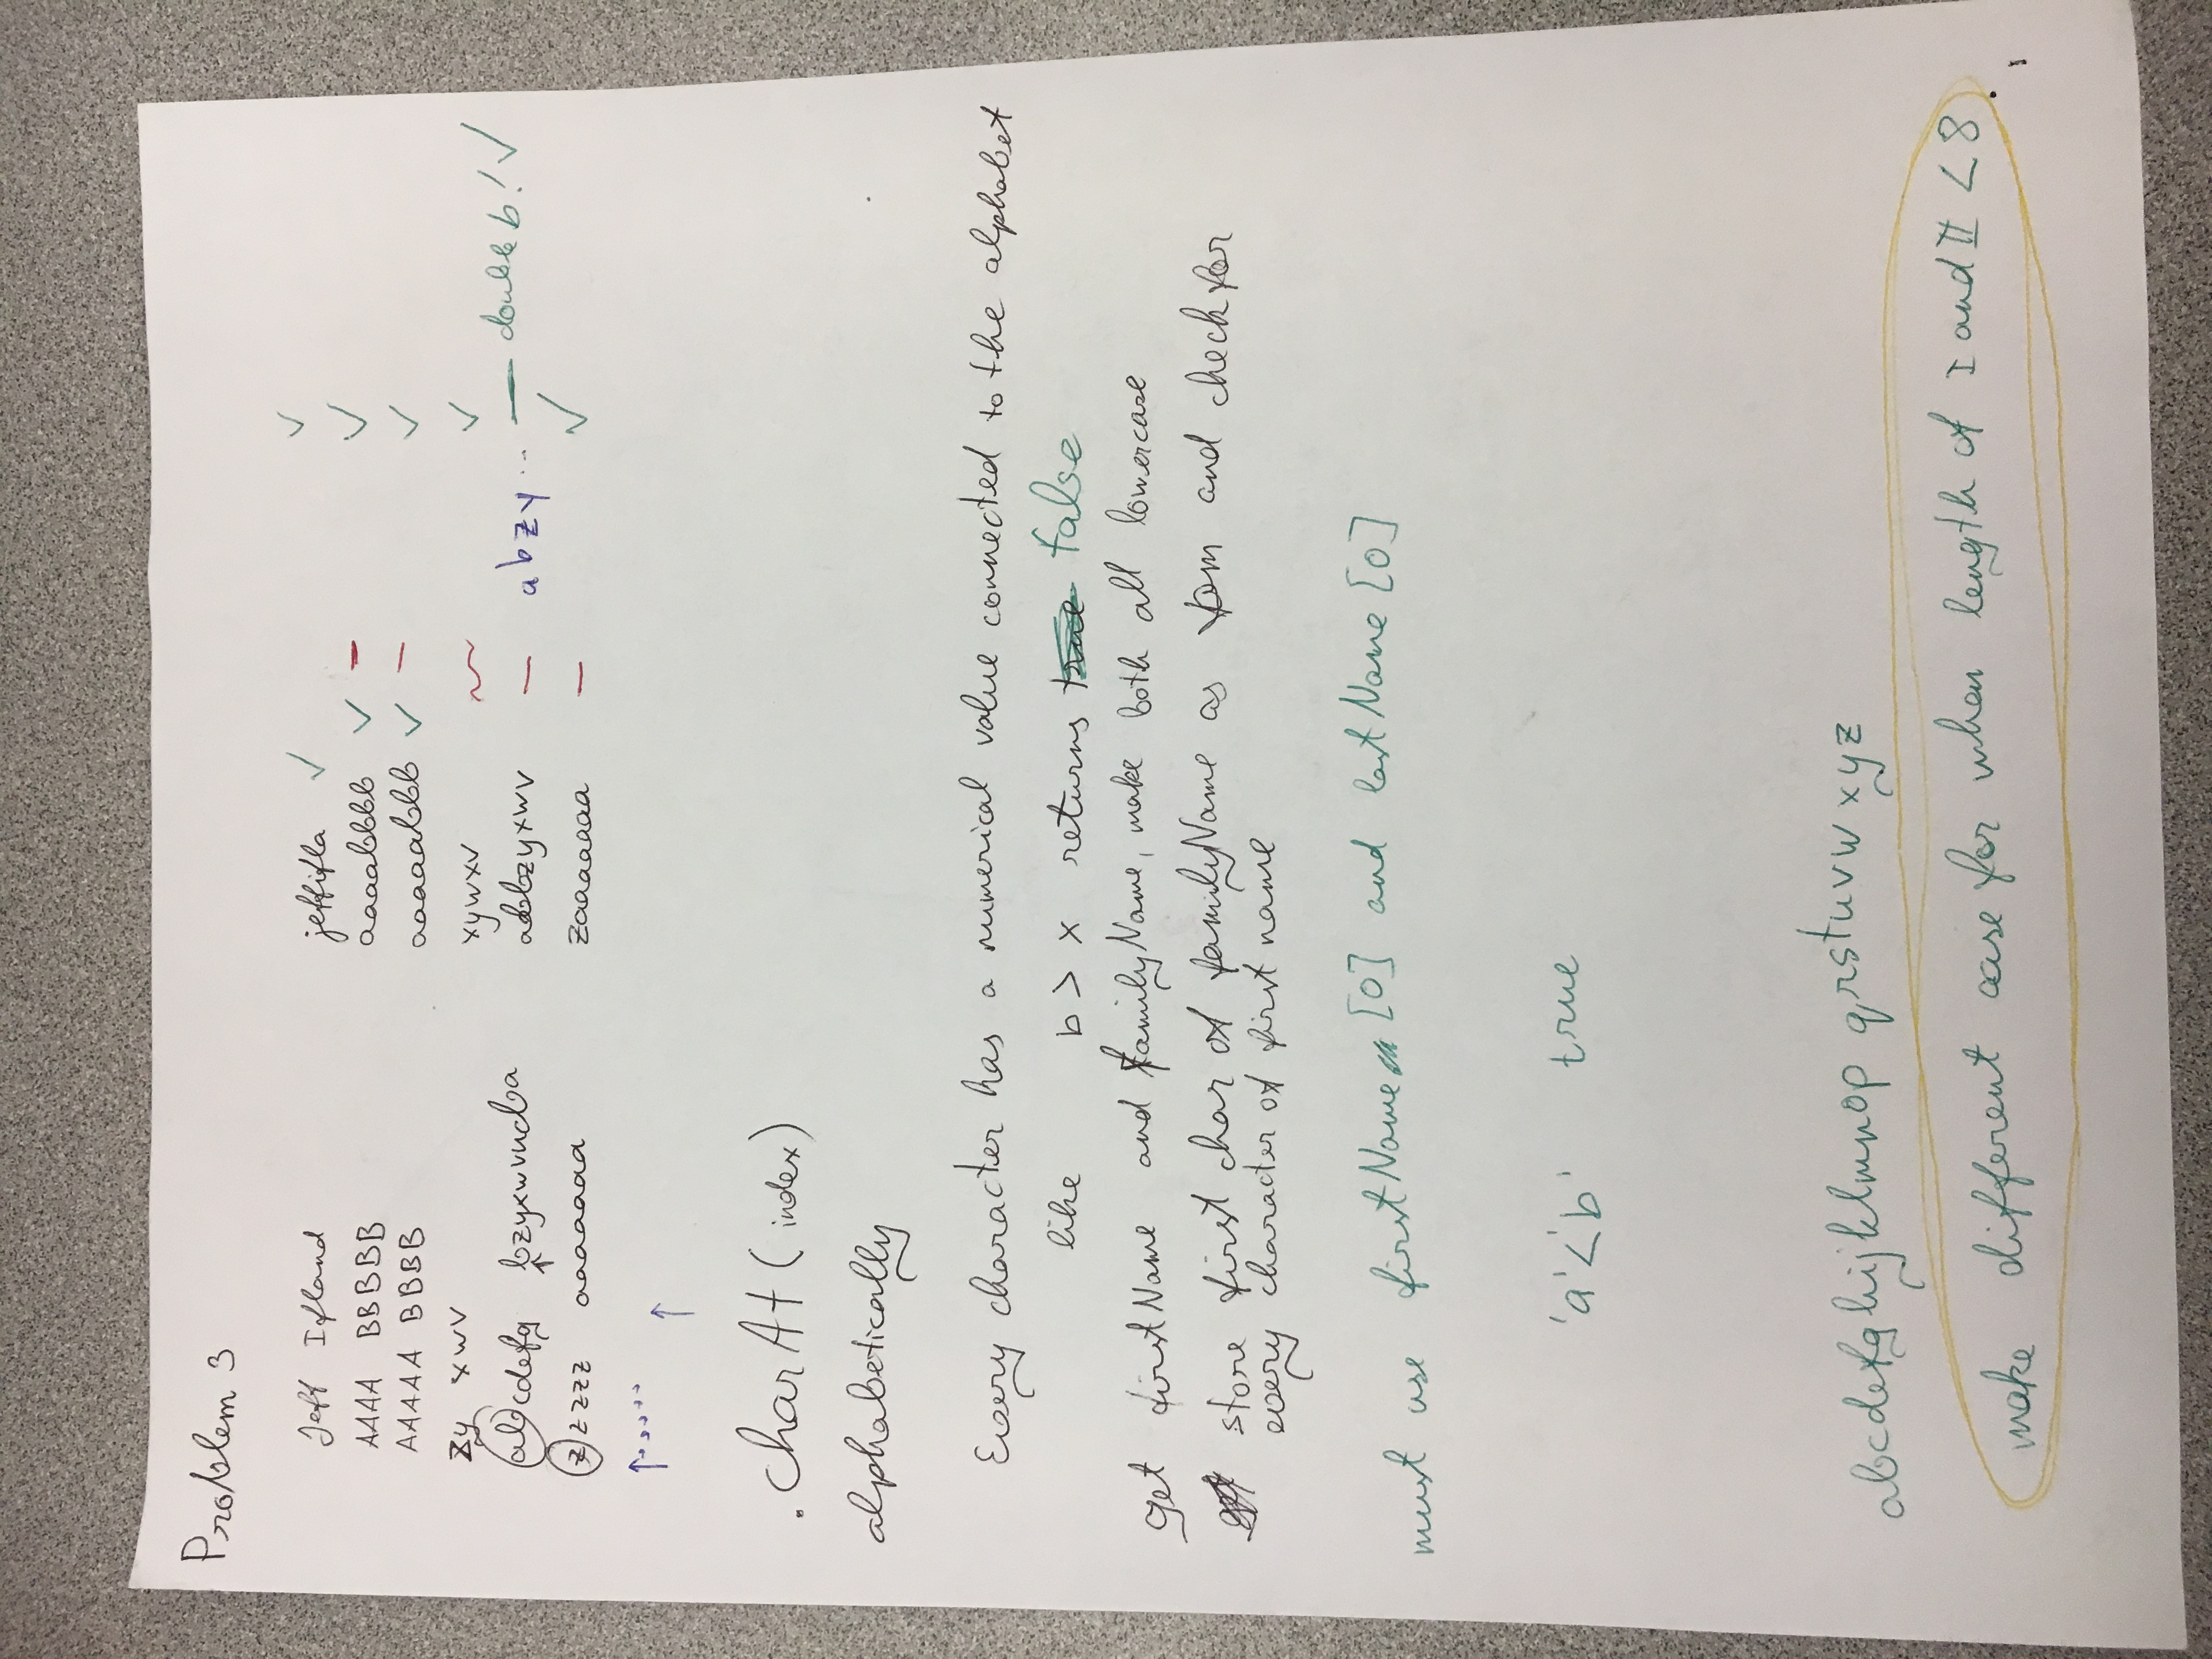 Problem 3
Jeff Ifland jeffifla ✓ ✓
AAAA BBBBB aaaabbbb ✓ – ✓
AAAAA BBBB aaaaabbb ✓ – ✓
zy xwv xywxv ~ ✓
abcdefg bzyxwvucba abbzyxwv – abzy... — double b! ✓
zzzzz aaaaaaa zaaaaaaa – ✓
.charAt(index)
alphabetically
Every character has a numerical value connected to the alphabet
like b > x returns true false
get firstName and familyName, make both all lowercase
store first char of familyName as and check for
every character of first name
must use firstName [0] and lastName [0]
'a'<'b' true
abcdefghijklmnop qrstuvwxyz
make different case for when length of I and II < 8